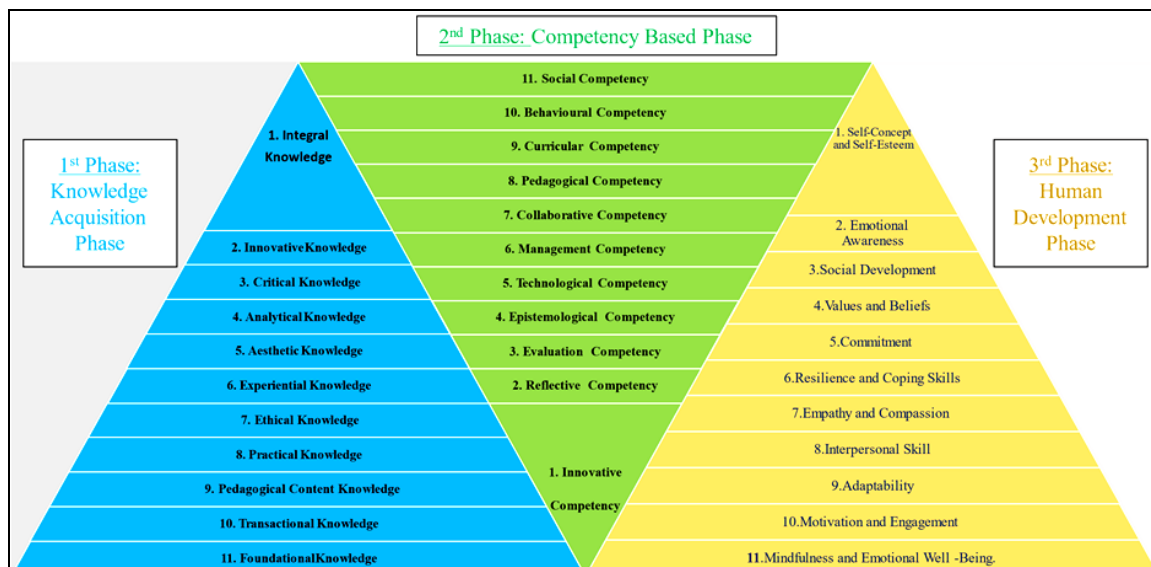 2nd Phase: Competency Based Phase
1st Phase:
Knowledge
Acquisition
Phase
1. Integral
Knowledge
2. InnovativeKnowledge
3. Critical Knowledge
4. AnalyticalKnowledge
5. Aesthetic Knowledge
6. Experiential Knowledge
7. Ethical Knowledge
8. Practical Knowledge
9. Pedagogical Content Knowledge
10. Transactional Knowledge
11. FoundationalKnowledge
11. Social Competency
10. Behavioural Competency
9. Curricular Competency
8. Pedagogical Competency
7. Collaborative Competency
6. Management Competency
5. Technological Competency
4. Epistemological Competency
3. Evaluation Competency
2. Reflective Competency
1. Innovative
Competency
1. Self-Concept
and Self-Esteem
2. Emotional
Awareness
3.Social Development
4.Values and Beliefs
5.Commitment
6.Resilience and Coping Skills
7.Empathy and Compassion
8.Interpersonal Skill
9.Adaptability
10.Motivation and Engagement
11.Mindfulness and Emotional Well -Being.
3rd Phase:
Human
Development
Phase